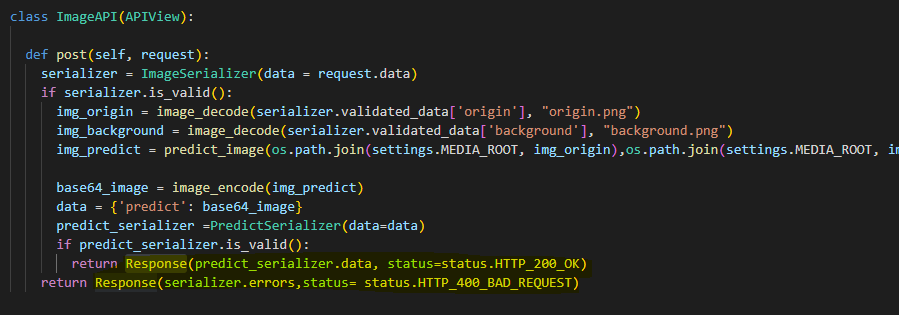 class ImageAPI(APIView):
def post(self, request):
serializer = ImageSerializer(data = request.data)
if serializer.is_valid():
img_origin = image_decode(serializer.validated_data['origin'], "origin.png")
img_background = image_decode(serializer.validated_data['background'], "background.png")
img_predict = predict_image(os.path.join(settings.MEDIA_ROOT, img_origin),os.path.join(settings.MEDIA_ROOT,
base64_image = image_encode(img_predict)
data = {'predict': base64_image}
predict_serializer =PredictSerializer(data=data)
if predict_serializer.is_valid():
return Response(predict_serializer.data, status=status.HTTP_200_OK)
return Response(serializer.errors,status= status.HTTP_400_BAD_REQUEST)